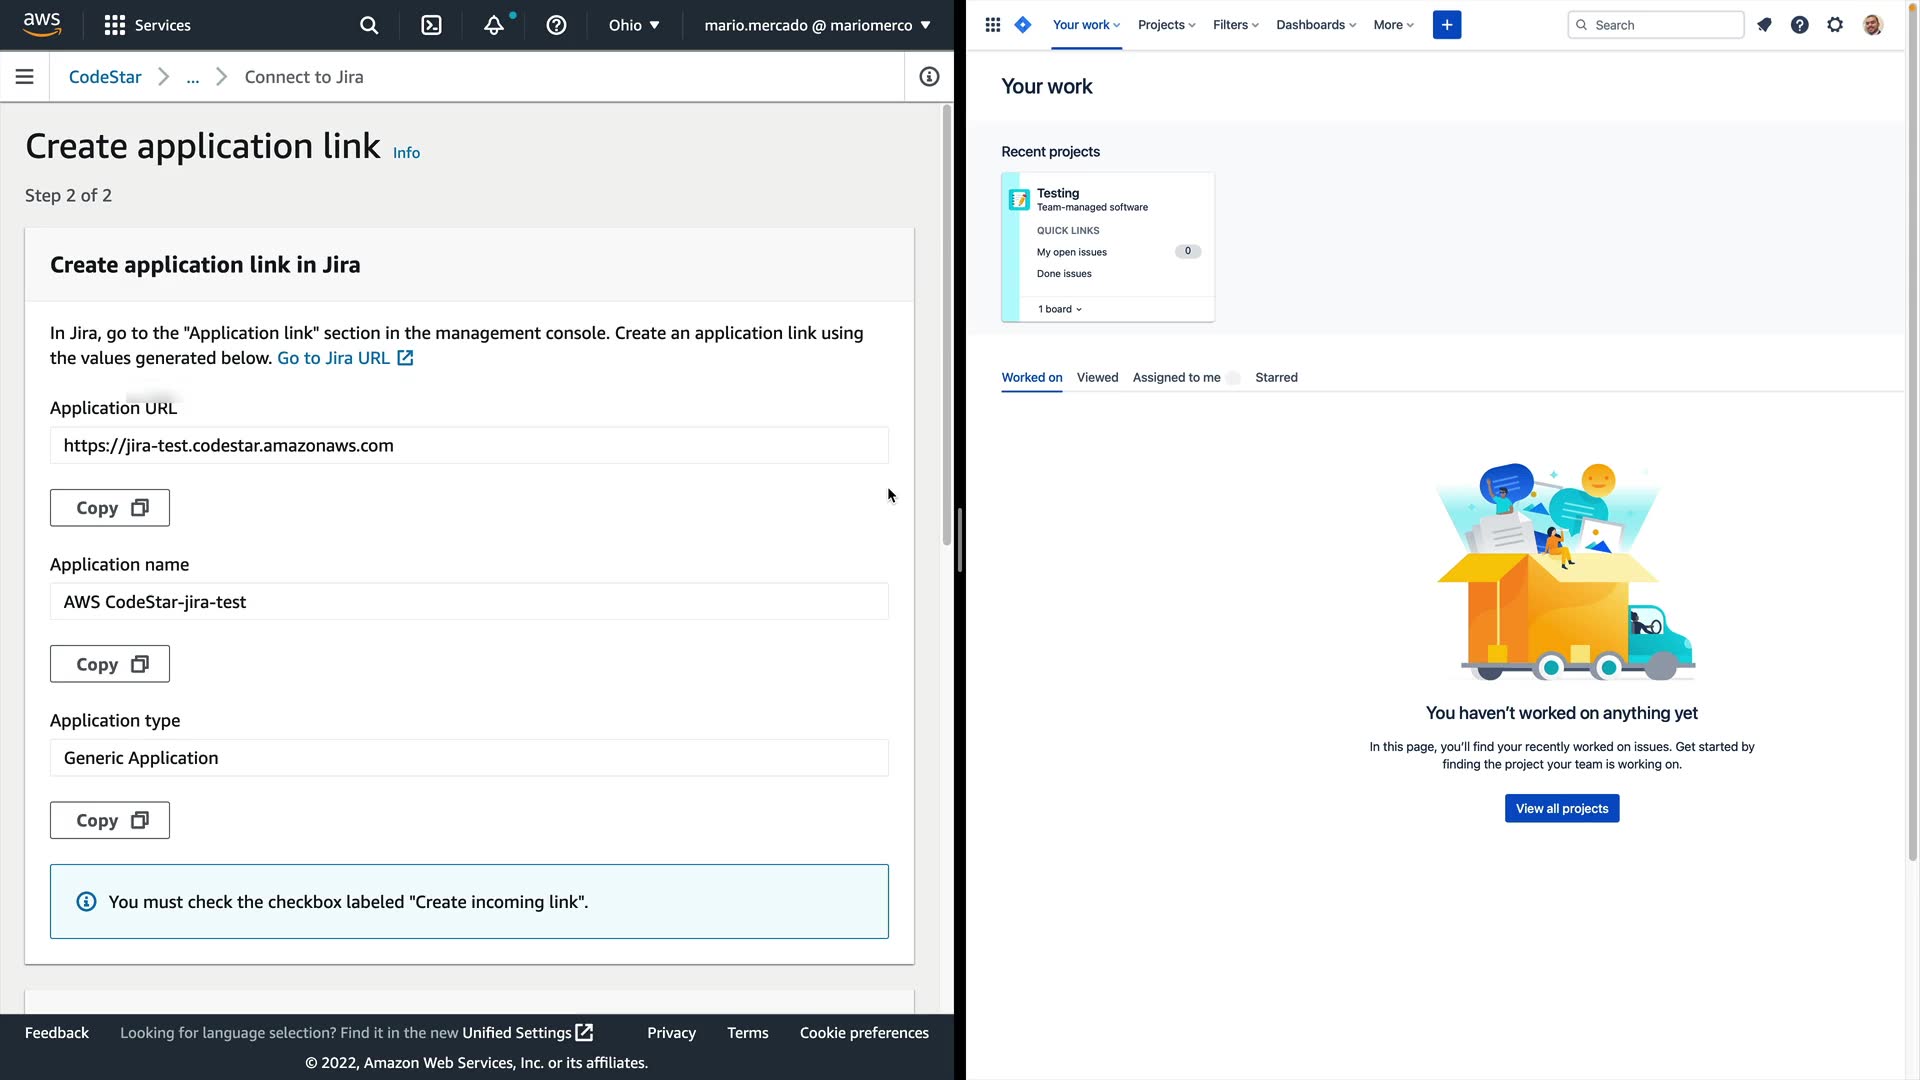 aws
Services
Ohio
mario.mercado @ mariomerco
CodeStar
...
Connect to Jira
Create application link
Info
Step 2 of 2
Create application link in Jira
In Jira, go to the "Application link" section in the management console. Create an application link using
the values generated below. Go to Jira URL
Application URL
https://jira-test.codestar.amazonaws.com
Copy
Application name
AWS CodeStar-jira-test
Copy
Application type
Generic Application
Copy
You must check the checkbox labeled "Create incoming link".
Feedback
Looking for language selection? Find it in the new Unified Settings
Privacy
Terms
Cookie preferences
© 2022, Amazon Web Services, Inc. or its affiliates.
Your work
Projects
Filters
Dashboards
More
Search
Your work
Recent projects
Testing
Team-managed software
QUICK LINKS
My open issues
0
Done issues
1 board
Worked on
Viewed
Assigned to me
Starred
You haven't worked on anything yet
In this page, you'll find your recently worked on issues. Get started by
finding the project your team is working on.
View all projects